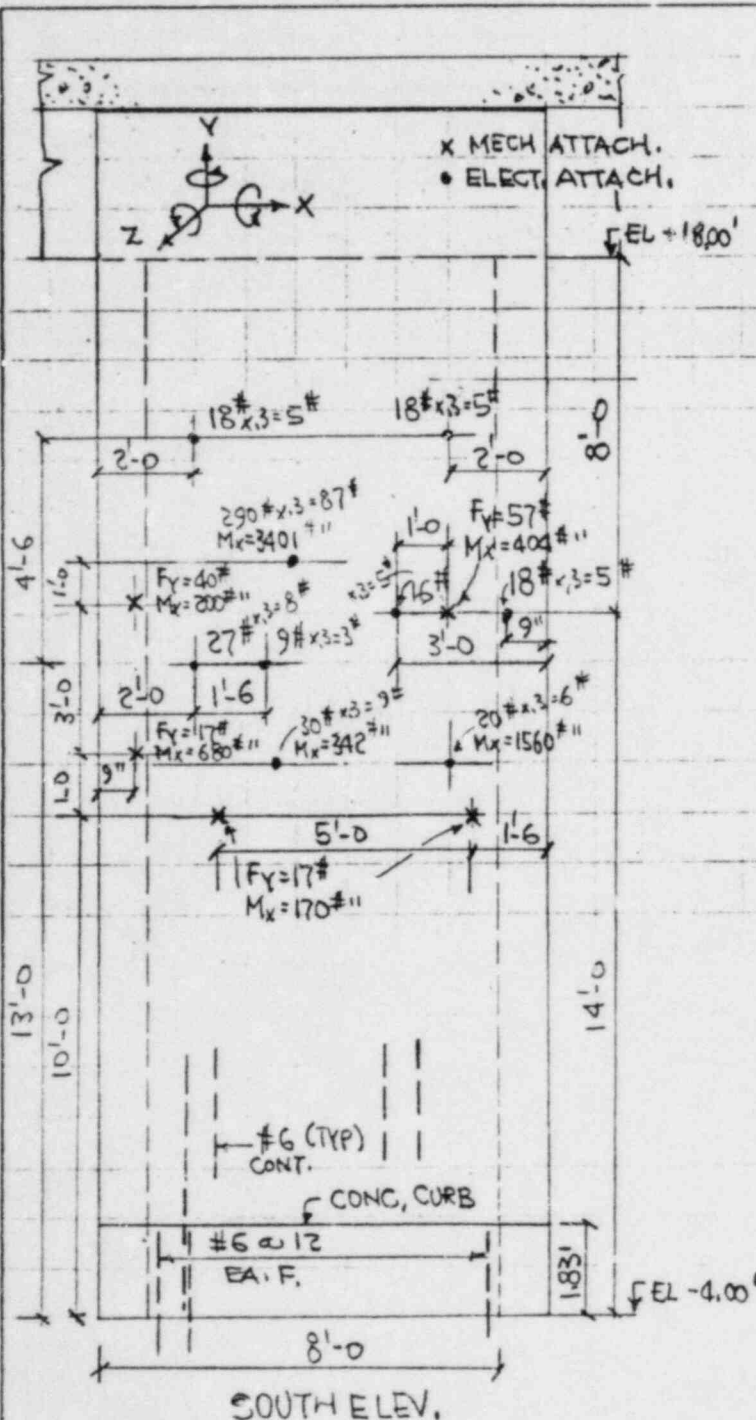 Y
X
Z
x MECH ATTACH.
• ELECT. ATTACH.
EL + 18.00'
18# x.3=5#
18# x.3=5#
2'-0
2'-0
8'-0
4'-6
290# x.3=87#
Mx=3401#"
1'-0
Fy=57#
Mx=404#"
1'-0
Fy=40#
Mx=200#"
x.3=5#
16#
18# x.3=5#
27# x.3=8#
9# x.3=3#
3'-0
9"
2'-0
1'-6
3'-0
Fy=17#
Mx=680#"
30# x.3=9#
Mx=342#"
20# x.3=6#
Mx=1560#"
9"
1'-0
5'-0
1'-6
Fy=17#
Mx=170#"
13'-0
10'-0
14'-0
#6 (TYP)
CONT.
CONC. CURB
#6 @ 12
EA. F.
1.83'
EL -4.00'
8'-0
SOUTH ELEV.